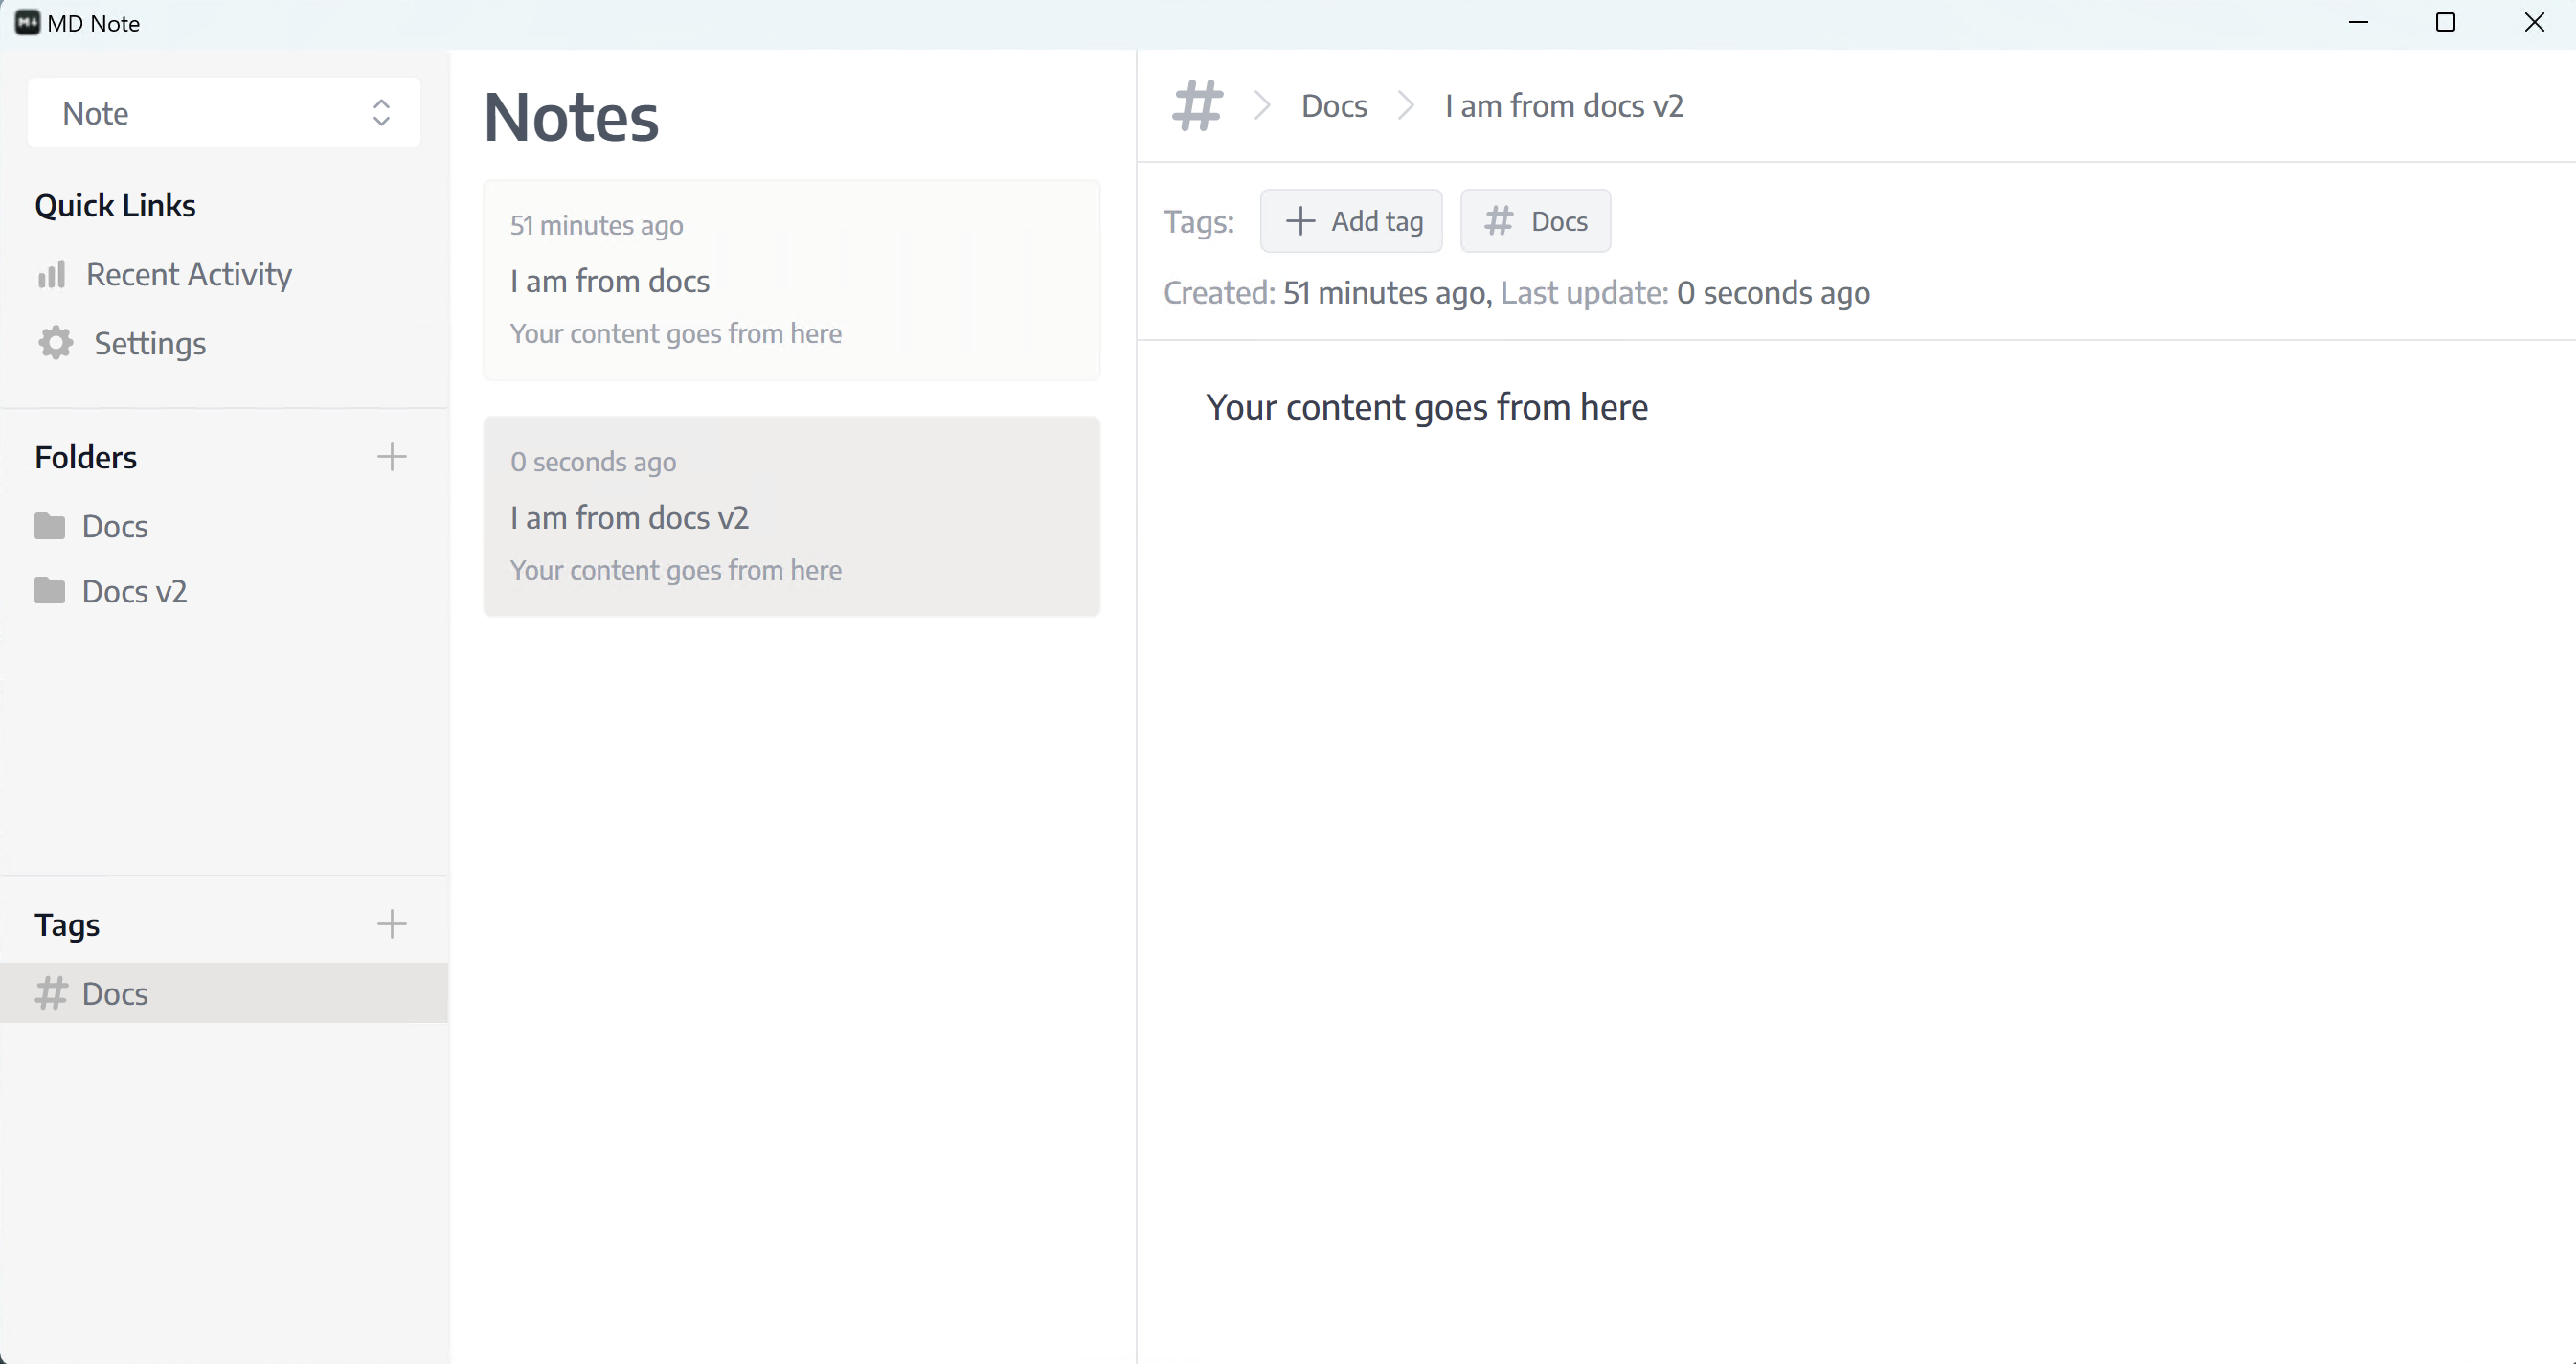 MD Note
Note
Quick Links
Recent Activity
Settings
Folders
Docs
Docs v2
Tags
# Docs
Notes
51 minutes ago
I am from docs
Your content goes from here
0 seconds ago
I am from docs v2
Your content goes from here
# > Docs > I am from docs v2
Tags: + Add tag # Docs
Created: 51 minutes ago, Last update: 0 seconds ago
Your content goes from here